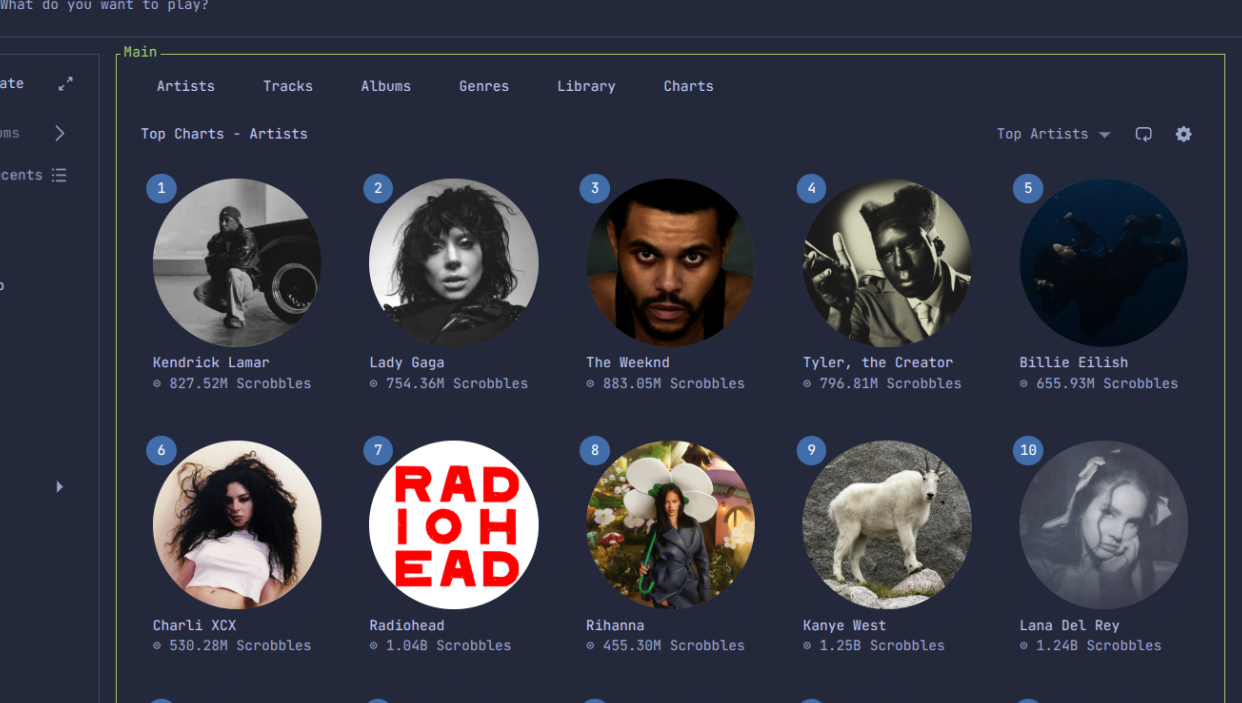 What do you want to play?
Main
ate
Artists Tracks Albums Genres Library Charts
ums
Top Charts - Artists Top Artists
cents
1 2 3 4 5
Kendrick Lamar Lady Gaga The Weeknd Tyler, the Creator Billie Eilish
827.52M Scrobbles 754.36M Scrobbles 883.05M Scrobbles 796.81M Scrobbles 655.93M Scrobbles
6 7 8 9 10
RAD
IOH
EAD
Charli XCX Radiohead Rihanna Kanye West Lana Del Rey
530.28M Scrobbles 1.04B Scrobbles 455.30M Scrobbles 1.25B Scrobbles 1.24B Scrobbles